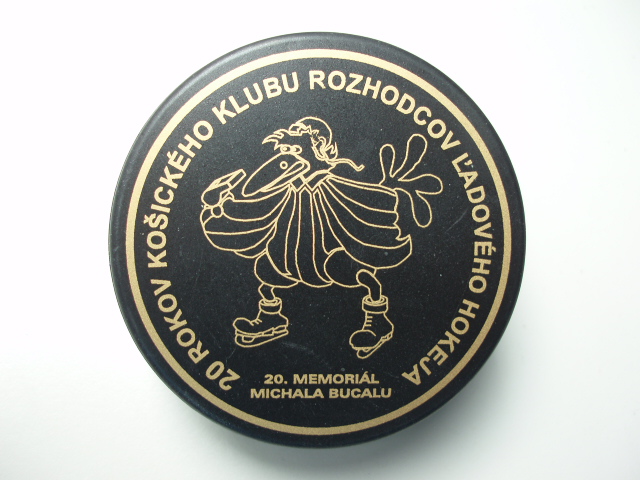 20 ROKOV KOŠICKÉHO KLUBU ROZHODCOV ĽADOVÉHO HOKEJA
20. MEMORIÁL
MICHALA BUCALU